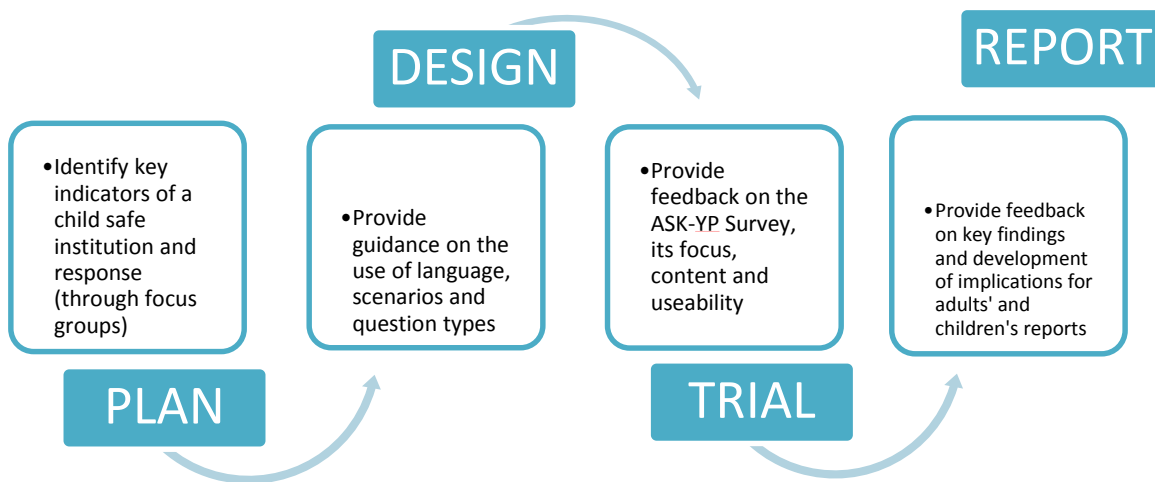 PLAN
•Identify key
indicators of a
child safe
institution and
response
(through focus
groups)
DESIGN
•Provide
guidance on the
use of language,
scenarios and
question types
TRIAL
•Provide
feedback on the
ASK-YP Survey,
its focus,
content and
useability
REPORT
•Provide feedback
on key findings
and development
of implications for
adults' and
children's reports